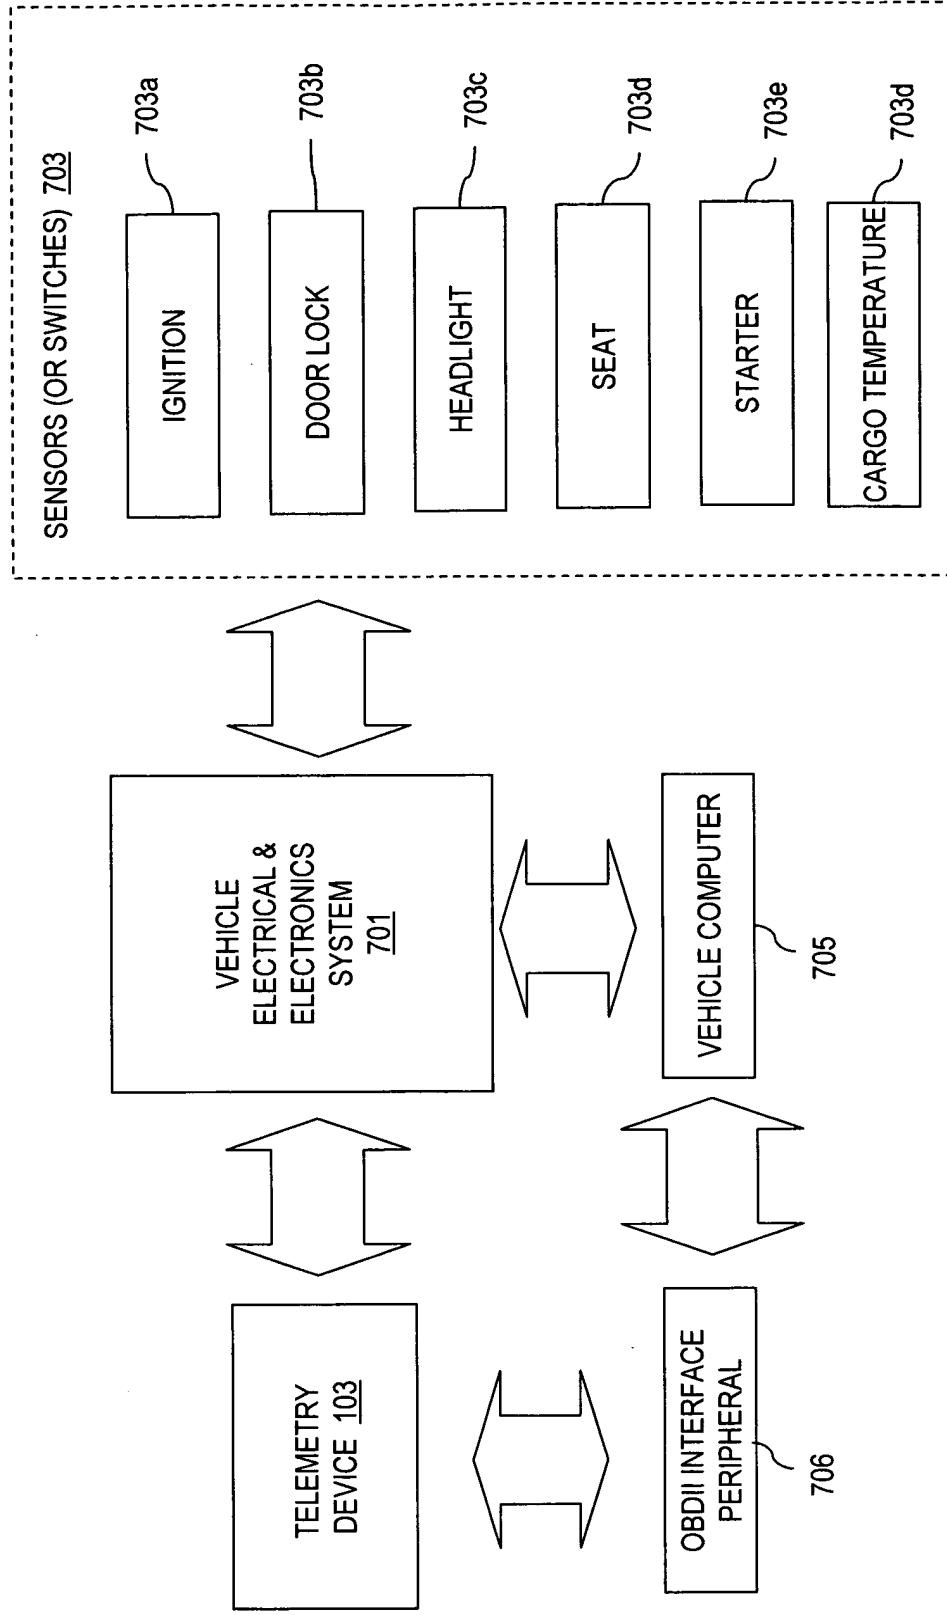 SENSORS (OR SWITCHES) 703
IGNITION
703a
DOOR LOCK
703b
HEADLIGHT
703c
SEAT
703d
STARTER
703e
CARGO TEMPERATURE
703d
VEHICLE
ELECTRICAL &
ELECTRONICS
SYSTEM
701
VEHICLE COMPUTER
705
TELEMETRY
DEVICE 103
OBDII INTERFACE
PERIPHERAL
706